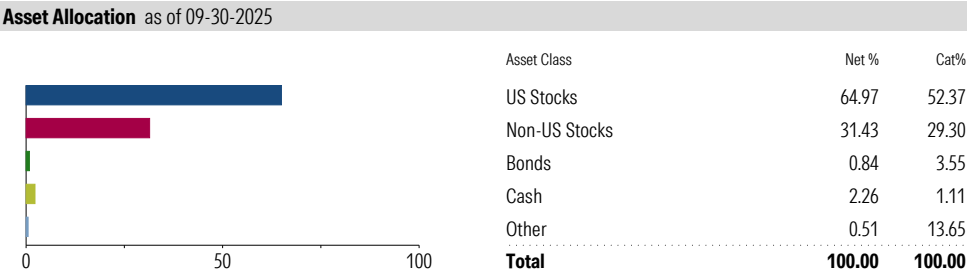 Asset Allocation as of 09-30-2025
Asset Class Net % Cat%
US Stocks 64.97 52.37
Non-US Stocks 31.43 29.30
Bonds 0.84 3.55
Cash 2.26 1.11
Other 0.51 13.65
Total 100.00 100.00
0 50 100